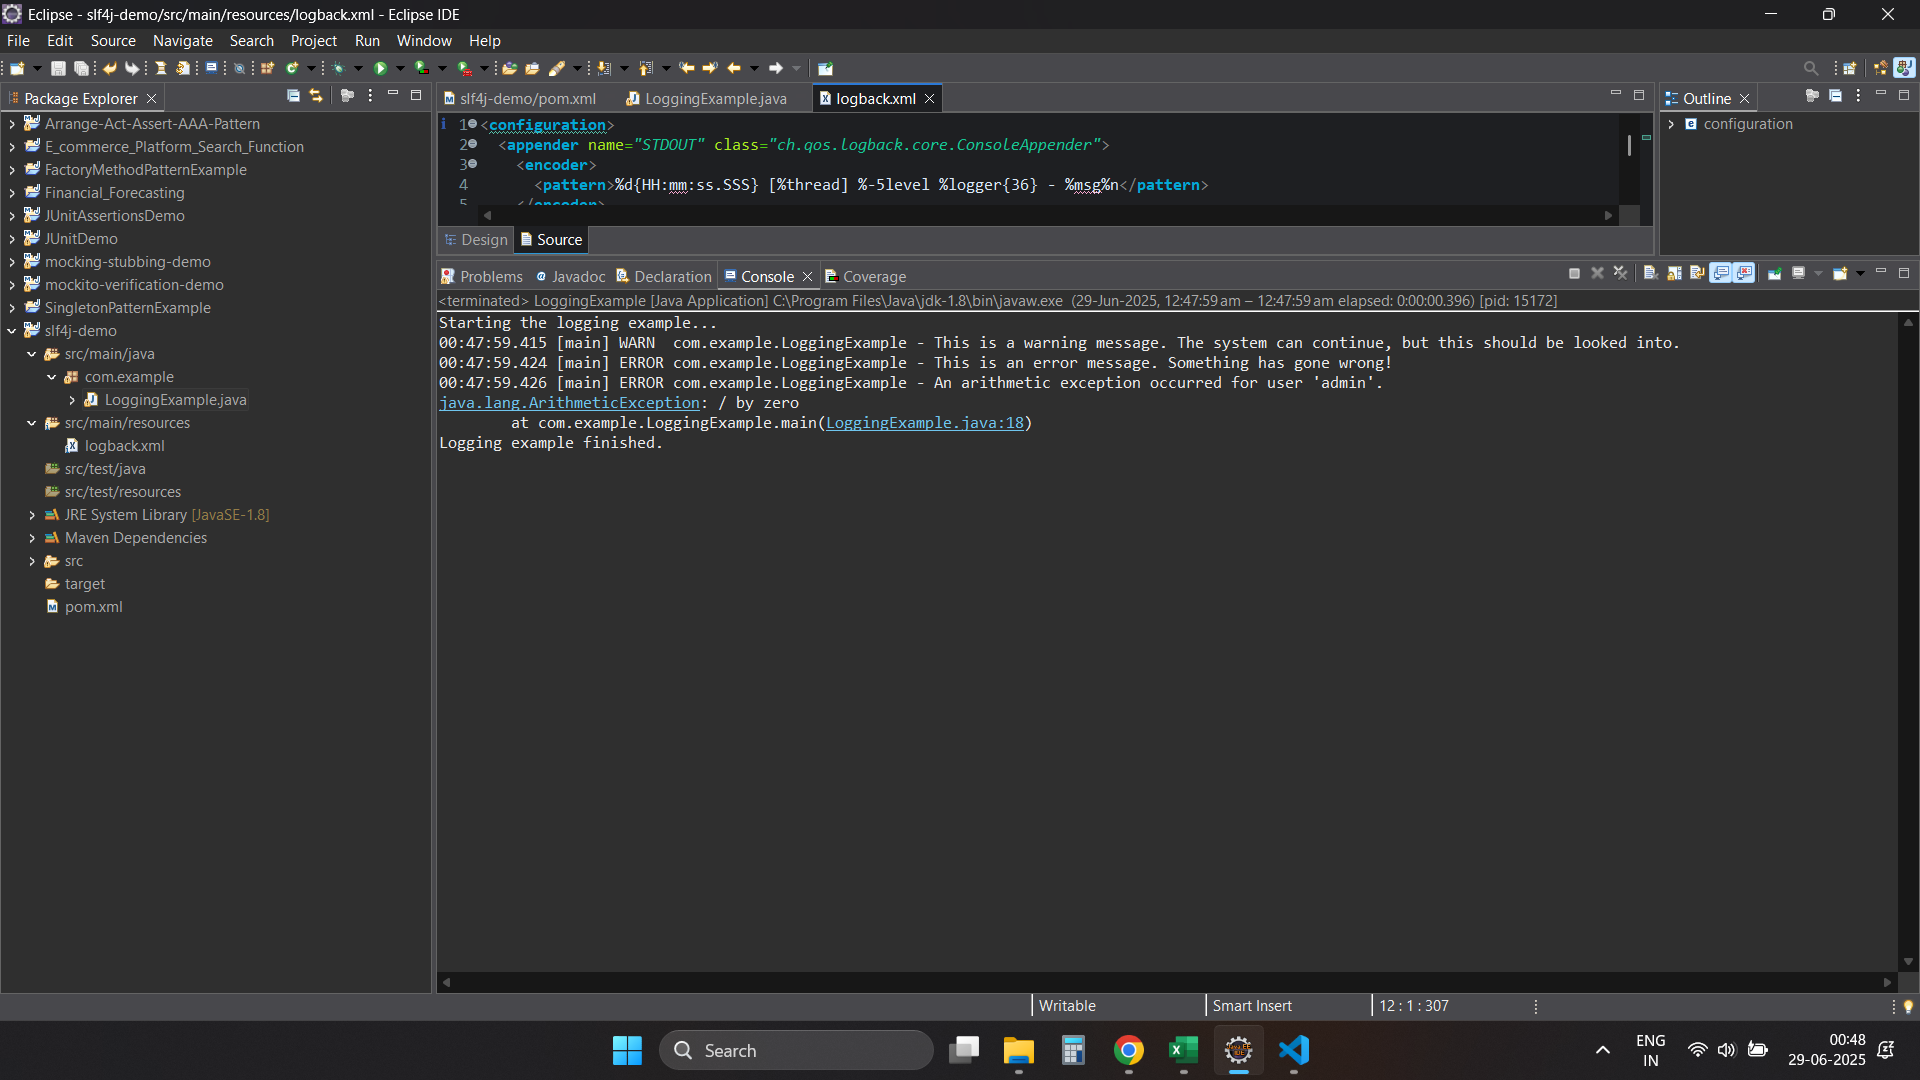 Eclipse - slf4j-demo/src/main/resources/logback.xml - Eclipse IDE
File Edit Source Navigate Search Project Run Window Help
Package Explorer
Arrange-Act-Assert-AAA-Pattern
E_commerce_Platform_Search_Function
FactoryMethodPatternExample
Financial_Forecasting
JUnitAssertionsDemo
JUnitDemo
mocking-stubbing-demo
mockito-verification-demo
SingletonPatternExample
slf4j-demo
src/main/java
com.example
LoggingExample.java
src/main/resources
logback.xml
src/test/java
src/test/resources
JRE System Library [JavaSE-1.8]
Maven Dependencies
src
target
pom.xml
slf4j-demo/pom.xml LoggingExample.java logback.xml
1 <configuration>
2 <appender name="STDOUT" class="ch.qos.logback.core.ConsoleAppender">
3 <encoder>
4 <pattern>%d{HH:mm:ss.SSS} [%thread] %-5level %logger{36} - %msg%n</pattern>
5 </encoder>
Design Source
Outline
configuration
Problems Javadoc Declaration Console Coverage
<terminated> LoggingExample [Java Application] C:\Program Files\Java\jdk-1.8\bin\javaw.exe (29-Jun-2025, 12:47:59 am – 12:47:59 am elapsed: 0:00:00.396) [pid: 15172]
Starting the logging example...
00:47:59.415 [main] WARN  com.example.LoggingExample - This is a warning message. The system can continue, but this should be looked into.
00:47:59.424 [main] ERROR com.example.LoggingExample - This is an error message. Something has gone wrong!
00:47:59.426 [main] ERROR com.example.LoggingExample - An arithmetic exception occurred for user 'admin'.
java.lang.ArithmeticException: / by zero
at com.example.LoggingExample.main(LoggingExample.java:18)
Logging example finished.
Writable Smart Insert 12 : 1 : 307
Search
ENG
IN
00:48
29-06-2025